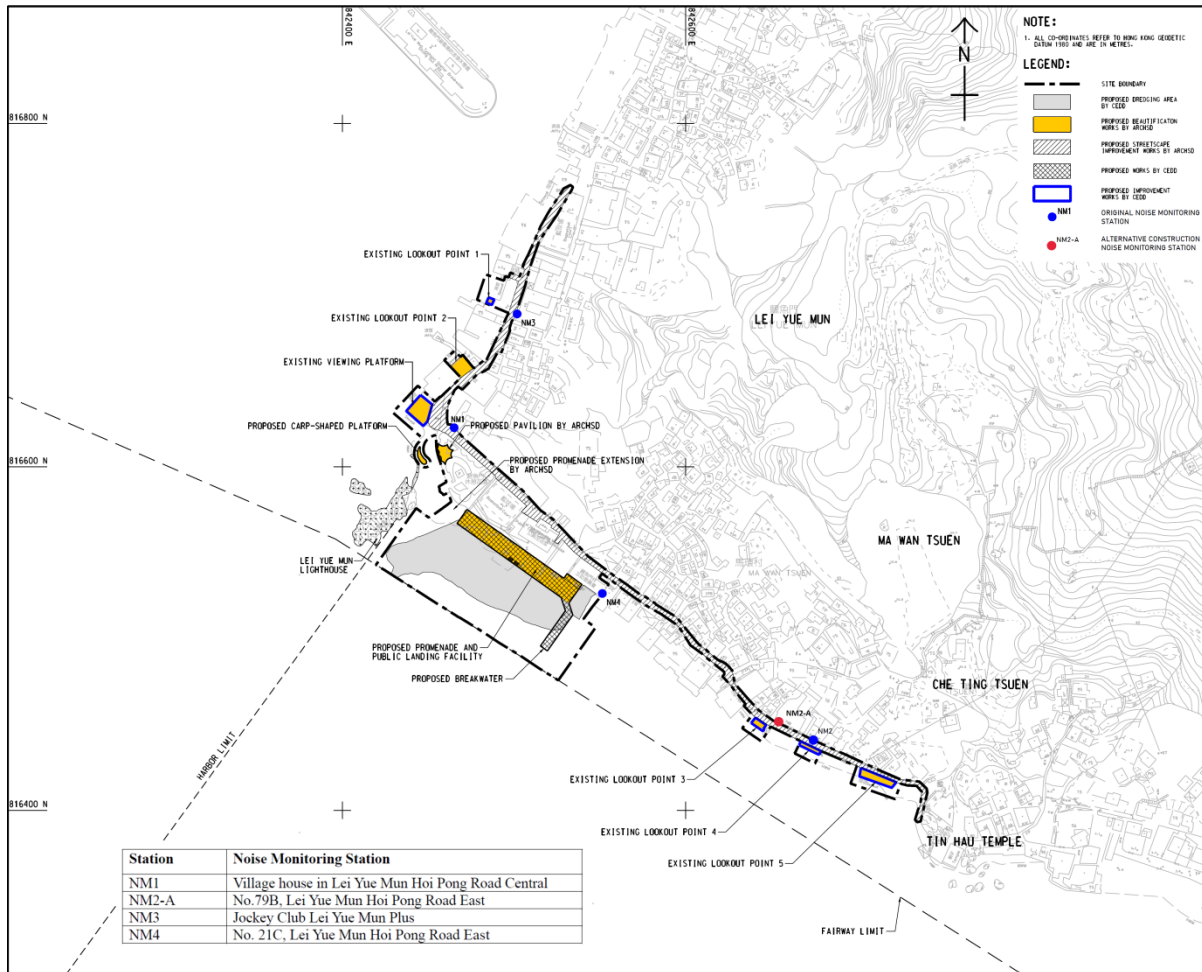 842400 E
842600 E
816800 N
816600 N
816400 N
N
NOTE:
1. ALL CO-ORDINATES REFER TO HONG KONG GEODETIC
DATUM 1980 AND ARE IN METRES.
LEGEND:
SITE BOUNDARY
PROPOSED DREDGING AREA
BY CEDD
PROPOSED BEAUTIFICATON
WORKS BY ARCHSD
PROPOSED STREETSCAPE
IMPROVEMENT WORKS BY ARCHSD
PROPOSED WORKS BY CEDD
PROPOSED IMPROVEMENT
WORKS BY CEDD
NM1
ORIGINAL NOISE MONITORING
STATION
NM2-A
ALTERNATIVE CONSTRUCTION
NOISE MONITORING STATION
EXISTING LOOKOUT POINT 1
NM3
LEI YUE MUN
LEI YUE MUN
EXISTING LOOKOUT POINT 2
EXISTING VIEWING PLATFORM
PROPOSED CARP-SHAPED PLATFORM
NM1
PROPOSED PAVILION BY ARCHSD
PROPOSED PROMENADE EXTENSION
BY ARCHSD
LEI YUE MUN
LIGHTHOUSE
MA WAN TSUEN
MA WAN TSUEN
NM4
PROPOSED PROMENADE AND
PUBLIC LANDING FACILITY
PROPOSED BREAKWATER
CHE TING TSUEN
NM2-A
NM2
HARBOR LIMIT
EXISTING LOOKOUT POINT 3
EXISTING LOOKOUT POINT 4
EXISTING LOOKOUT POINT 5
TIN HAU TEMPLE
FAIRWAY LIMIT
Station Noise Monitoring Station
NM1 Village house in Lei Yue Mun Hoi Pong Road Central
NM2-A No.79B, Lei Yue Mun Hoi Pong Road East
NM3 Jockey Club Lei Yue Mun Plus
NM4 No. 21C, Lei Yue Mun Hoi Pong Road East